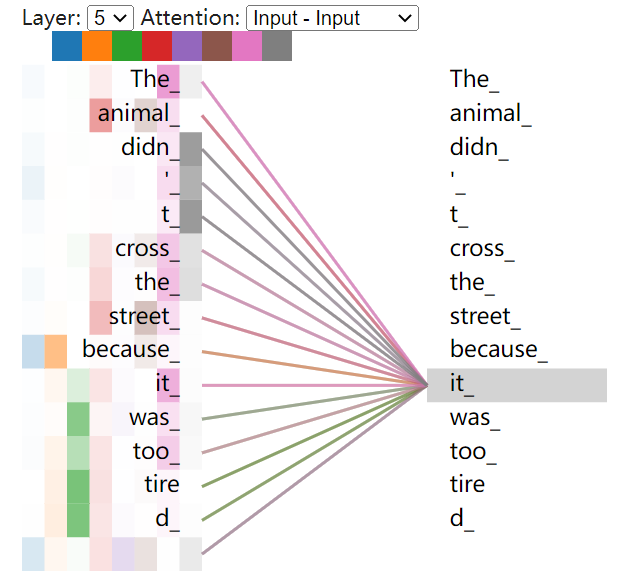 Layer: 5 Attention: Input - Input
The_ The_
animal_ animal_
didn_ didn_
'_ '_
t_ t_
cross_ cross_
the_ the_
street_ street_
because_ because_
it_ it_
was_ was_
too_ too_
tire tire
d_ d_